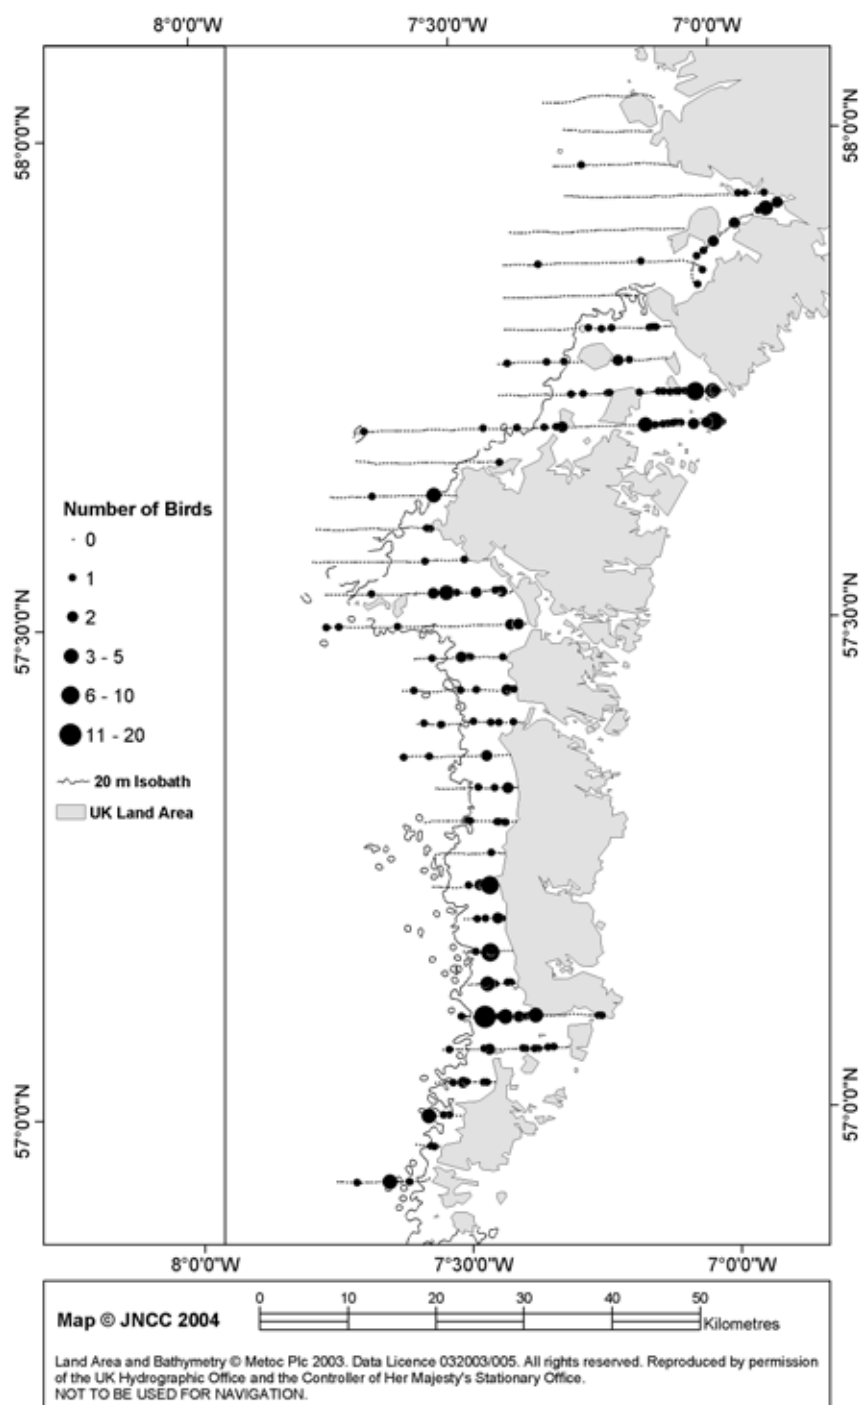 8°0'0"W 7°30'0"W 7°0'0"W
58°0'0"N
58°0'0"N
Number of Birds
0
1
2
3 - 5
6 - 10
11 - 20
20 m Isobath
UK Land Area
57°30'0"N
57°30'0"N
57°0'0"N
57°0'0"N
8°0'0"W 7°30'0"W 7°0'0"W
Map © JNCC 2004
0 10 20 30 40 50
Kilometres
Land Area and Bathymetry © Metoc Plc 2003. Data Licence 032003/005. All rights reserved. Reproduced by permission
of the UK Hydrographic Office and the Controller of Her Majesty's Stationary Office.
NOT TO BE USED FOR NAVIGATION.